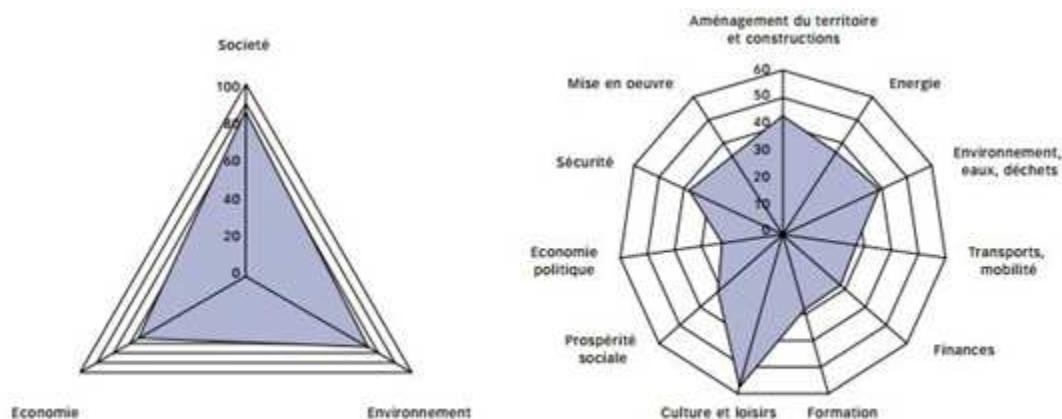 Societé
100
80
60
40
20
0
Economie
Environnement
Aménagement du territoire
et constructions
60
50
40
30
20
10
0
Mise en oeuvre
Energie
Sécurité
Environnement,
eaux, déchets
Economie
politique
Transports,
mobilité
Prospérité
sociale
Finances
Culture et loisirs
Formation